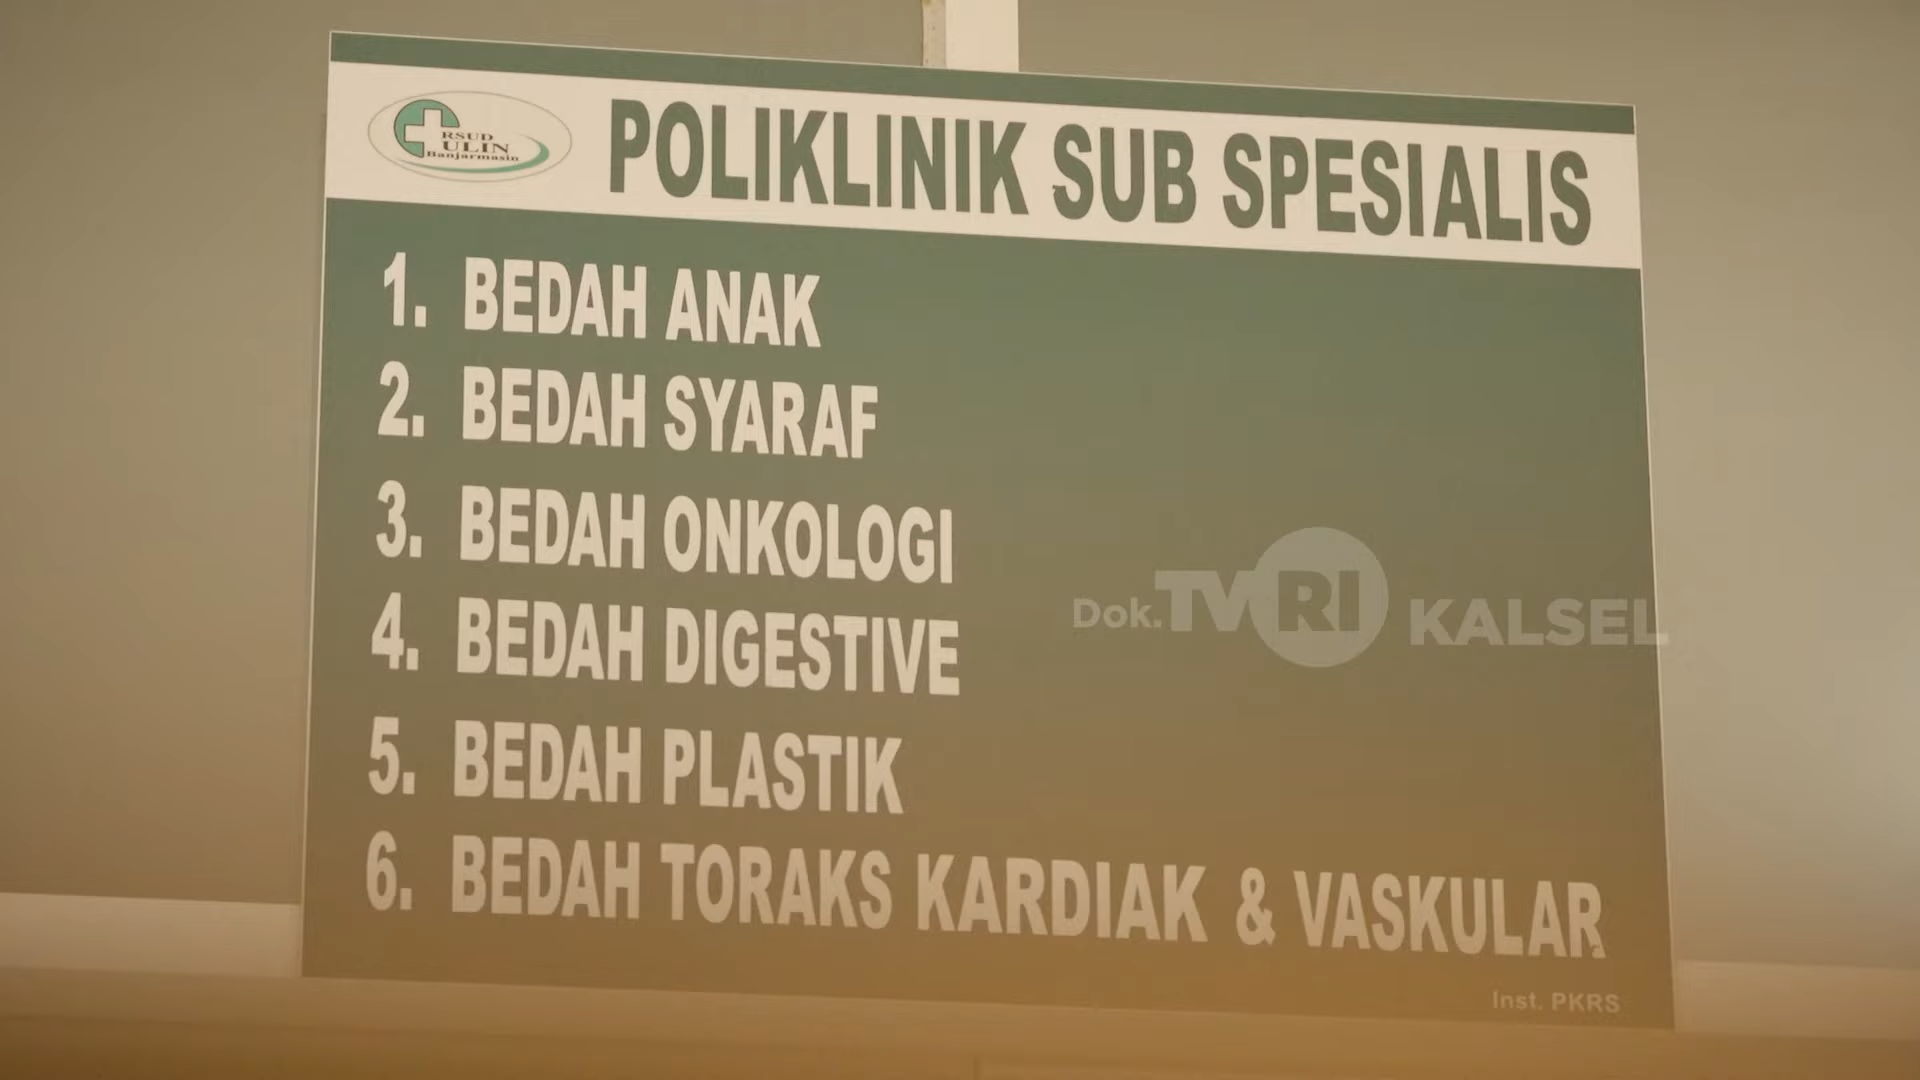 RSUD
ULIN
Banjarmasin
POLIKLINIK SUB SPESIALIS
1. BEDAH ANAK
2. BEDAH SYARAF
3. BEDAH ONKOLOGI
4. BEDAH DIGESTIVE
5. BEDAH PLASTIK
6. BEDAH TORAKS KARDIAK & VASKULAR
Dok. TVRI KALSEL
Inst. PKRS